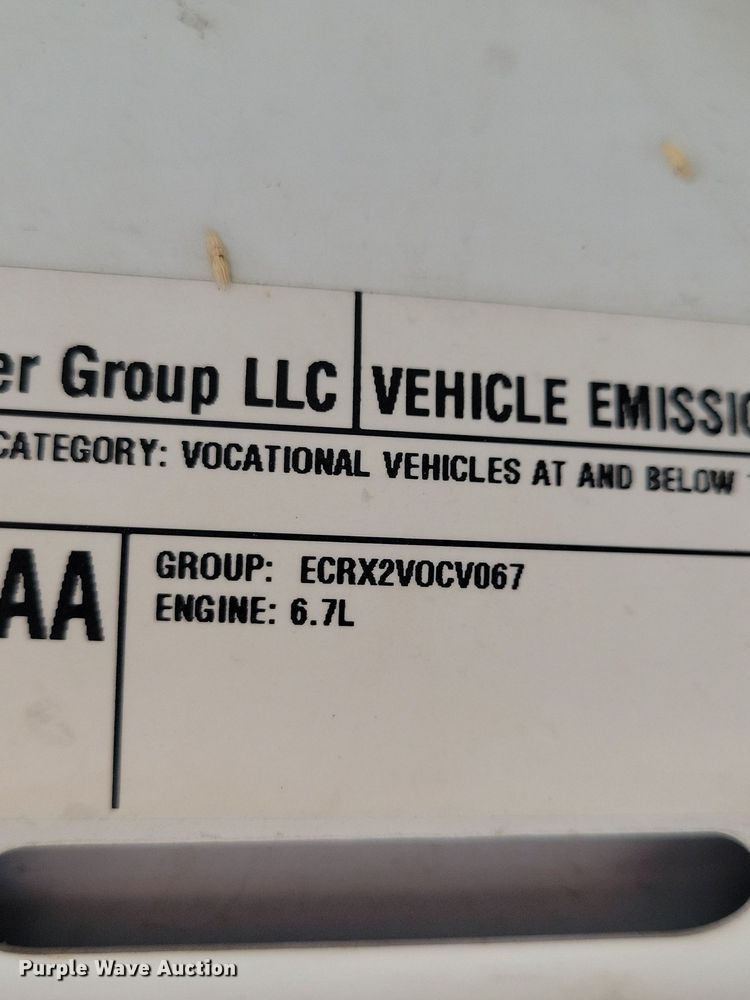 er Group LLC
VEHICLE EMISSIO
CATEGORY: VOCATIONAL VEHICLES AT AND BELOW
AA
GROUP: ECRX2VOCV067
ENGINE: 6.7L
Purple Wave Auction